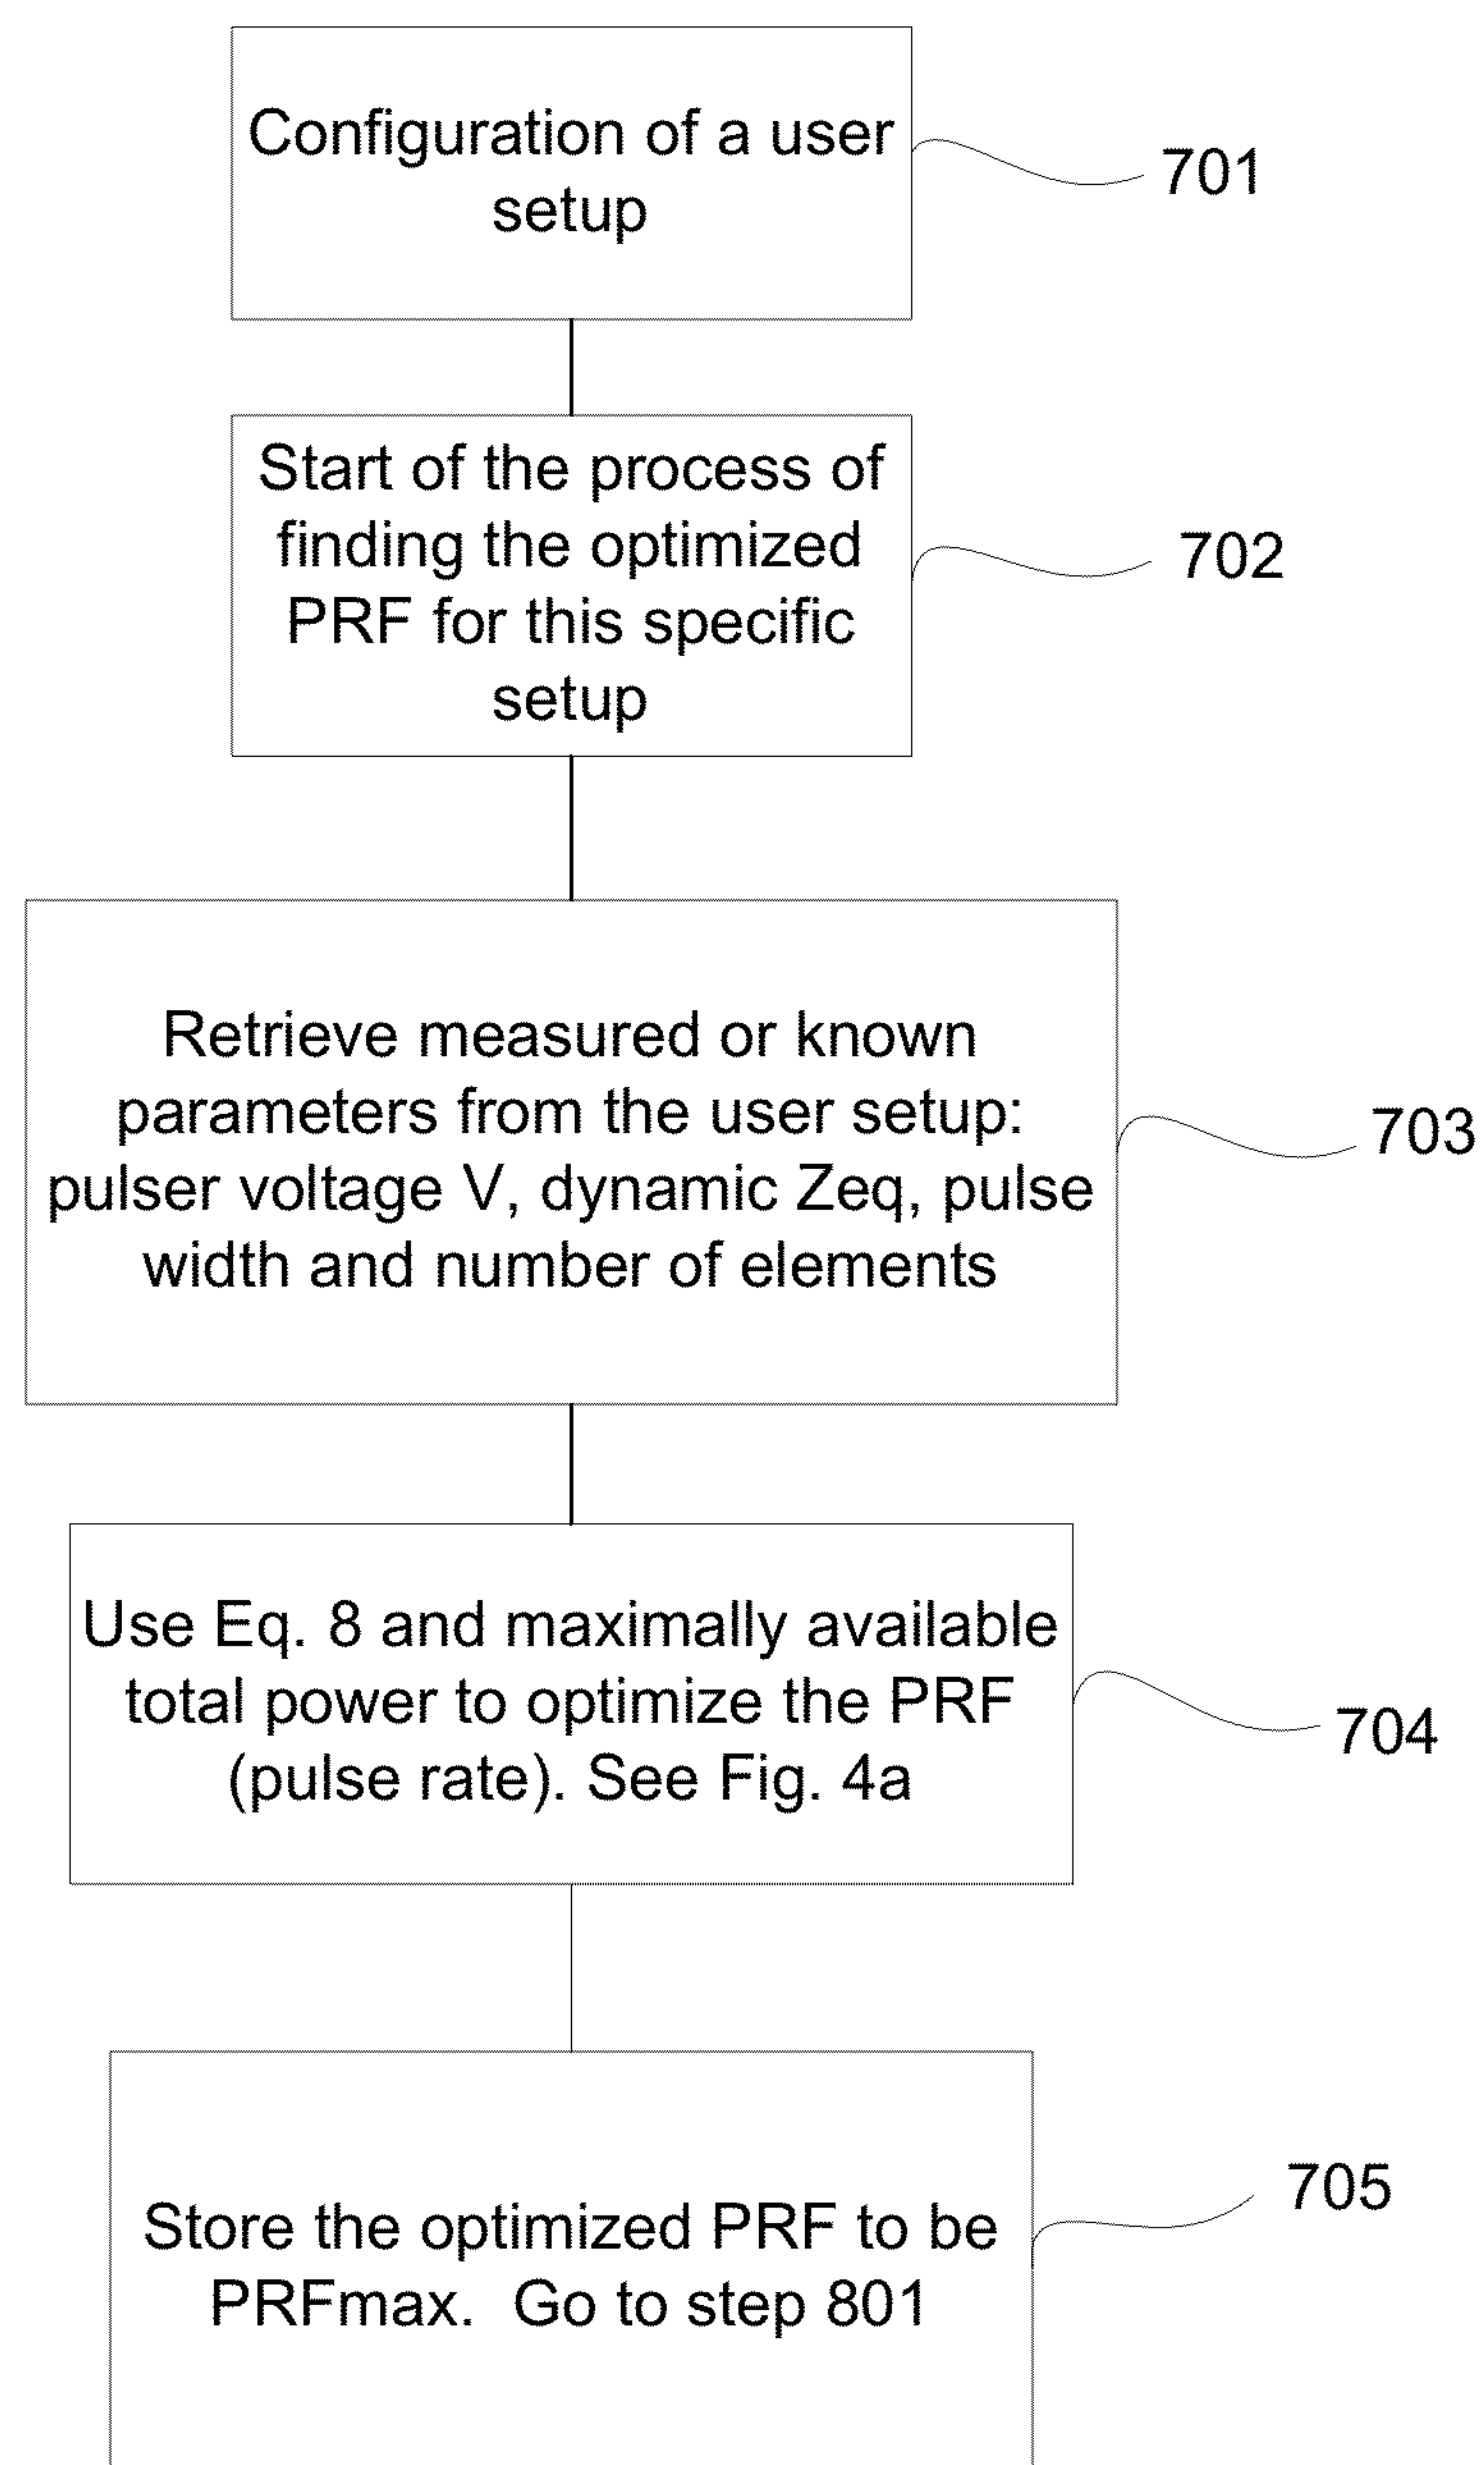 Configuration of a user
setup
701
Start of the process of
finding the optimized
PRF for this specific
setup
702
Retrieve measured or known
parameters from the user setup:
pulser voltage V, dynamic Zeq, pulse
width and number of elements
703
Use Eq. 8 and maximally available
total power to optimize the PRF
(pulse rate). See Fig. 4a
704
Store the optimized PRF to be
PRFmax.  Go to step 801
705